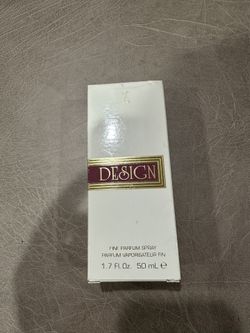 DESIGN
FINE PARFUM SPRAY
PARFUM VAPORISATEUR FIN
1.7 Fl.Oz. 50 mL ℮